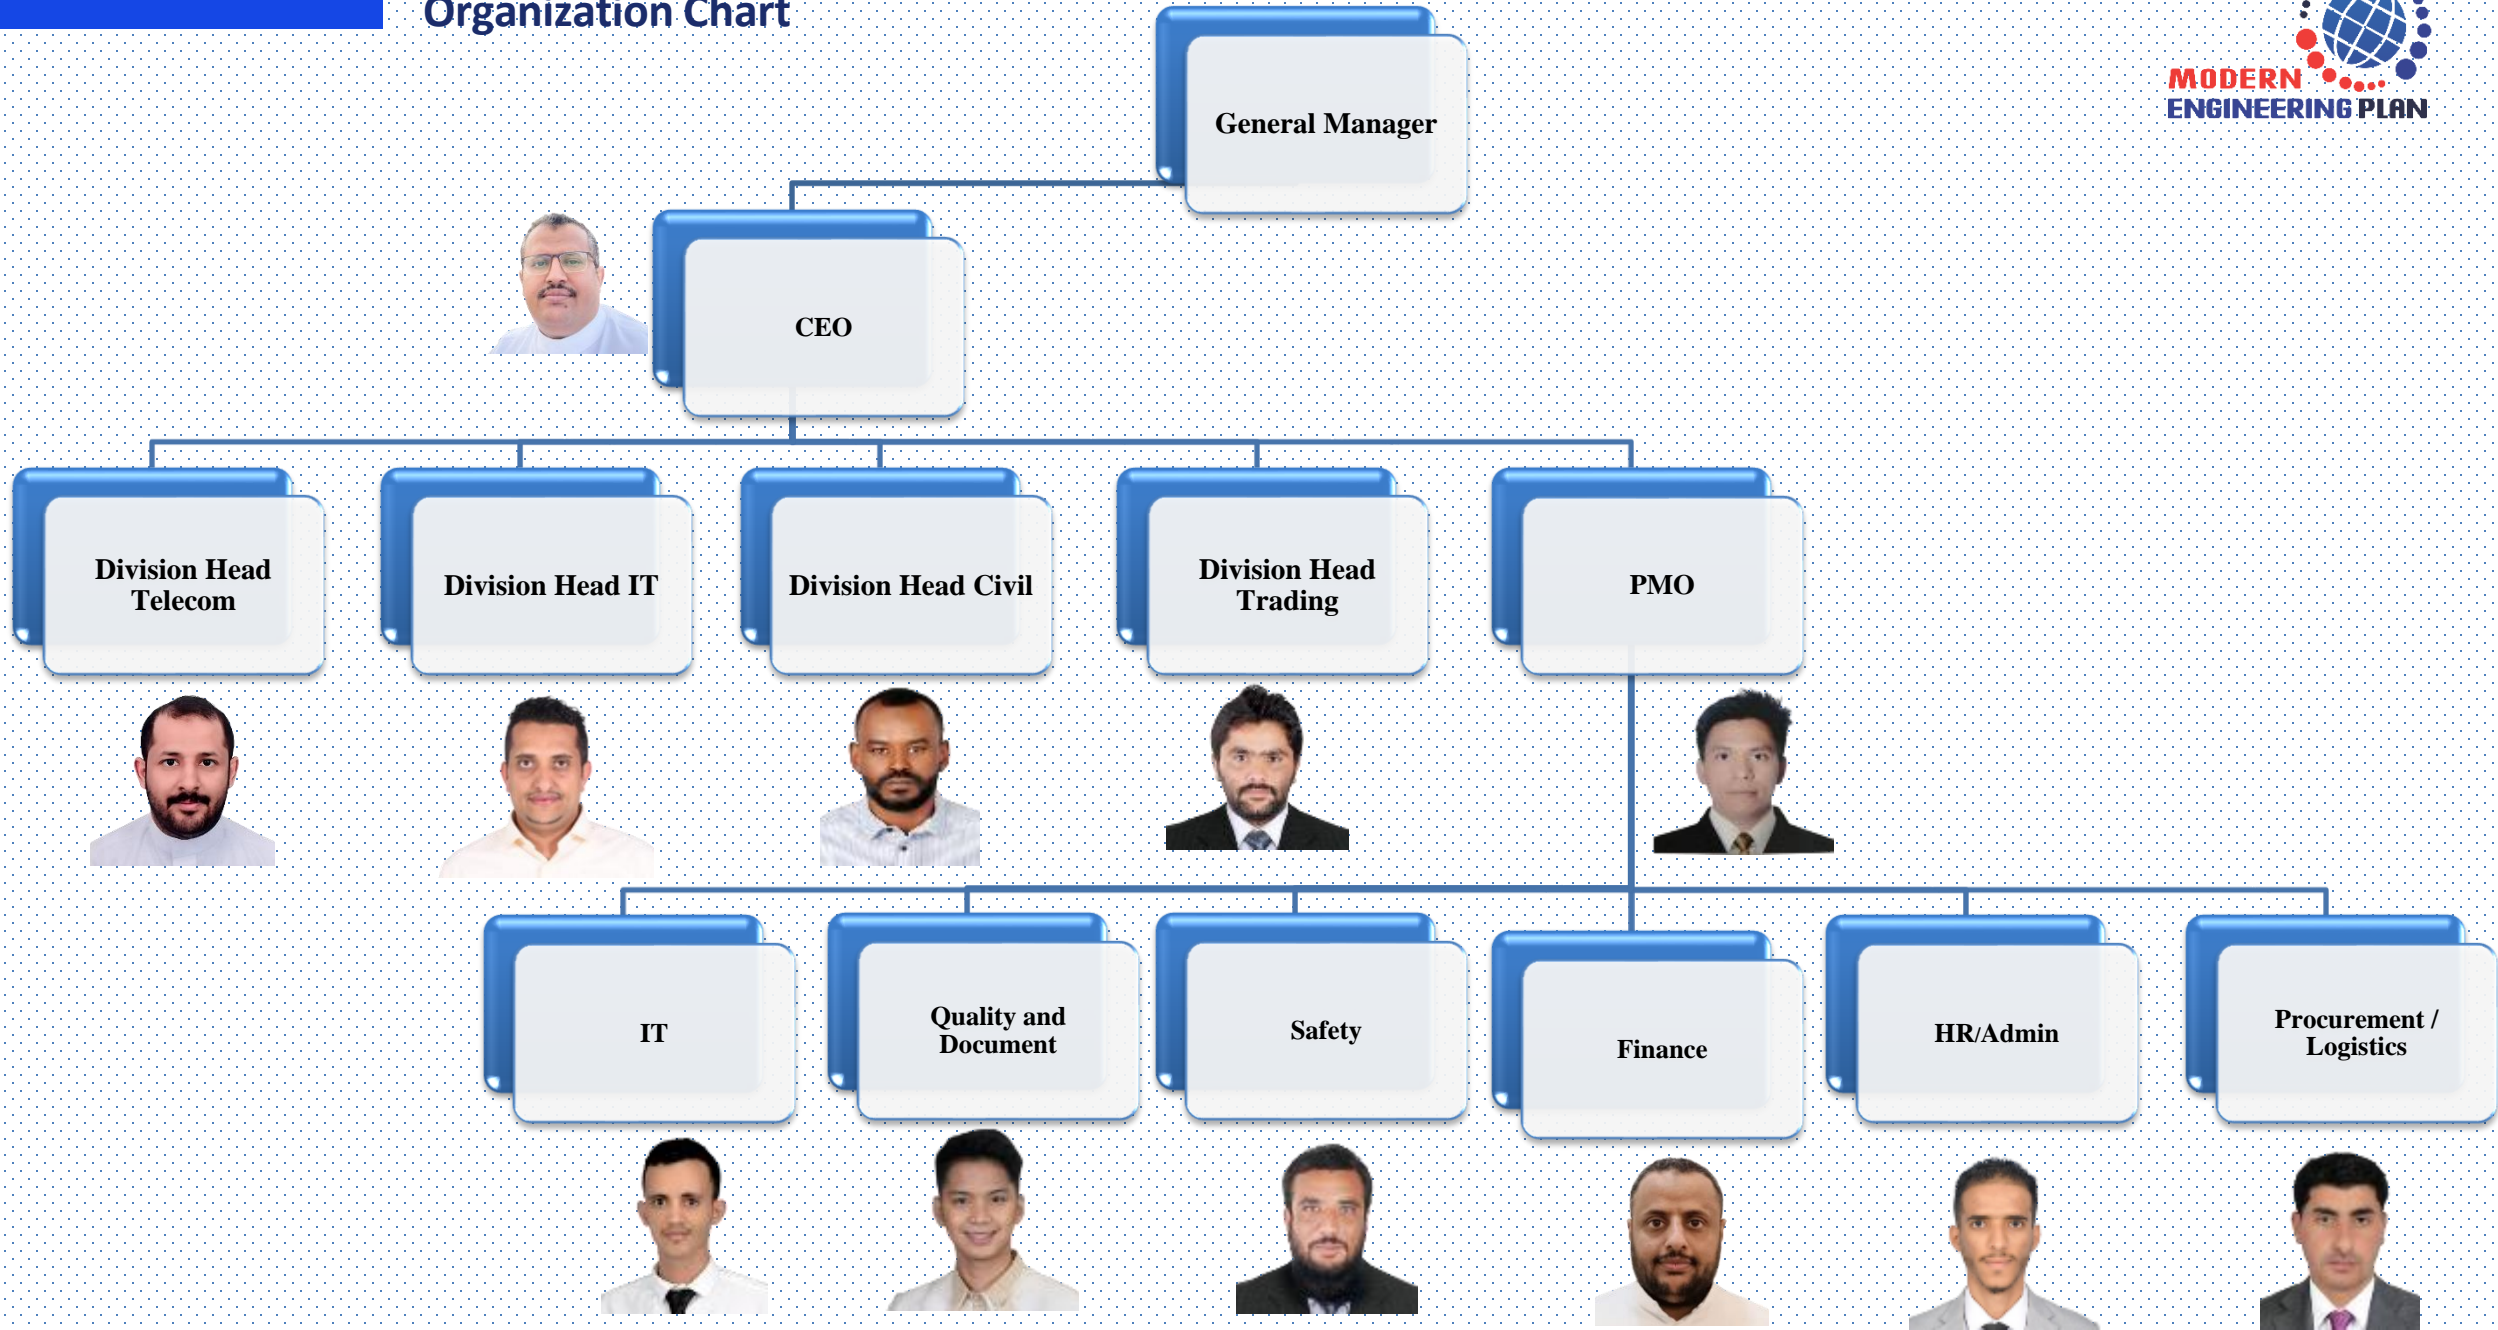 Organization Chart
MODERN
ENGINEERING PLAN
General Manager
CEO
Division Head
Telecom
Division Head IT
Division Head Civil
Division Head
Trading
PMO
IT
Quality and
Document
Safety
Finance
HR/Admin
Procurement /
Logistics